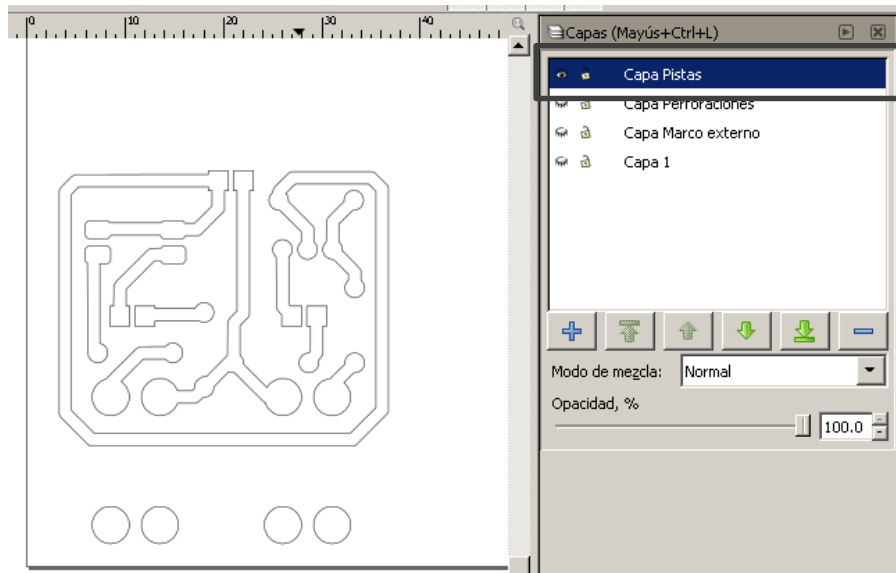 0 10 20 30 40
Capas (Mayús+Ctrl+L)
Capa Pistas
Capa Perforaciones
Capa Marco externo
Capa 1
Modo de mezcla: Normal
Opacidad, %
100.0